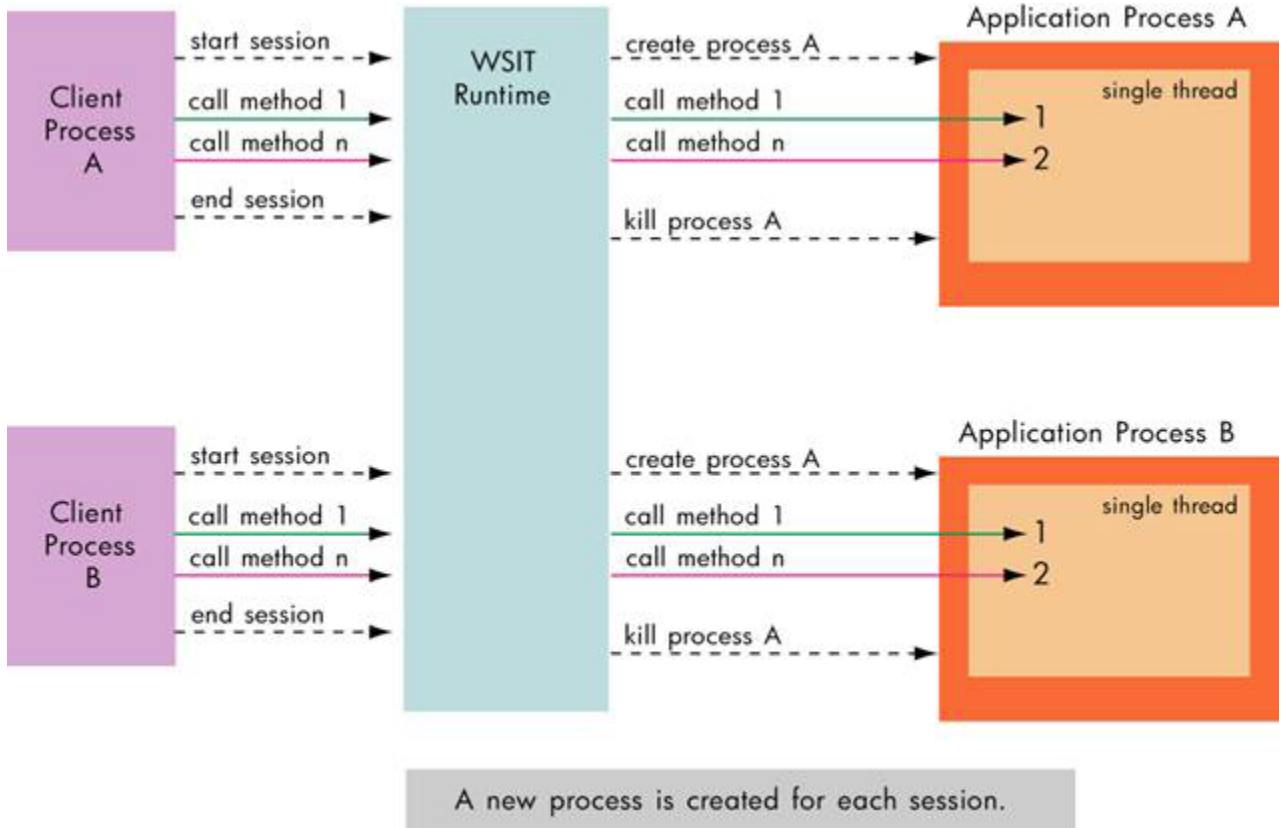 Application Process A
start session
WSIT
Runtime
create process A
single thread
Client
Process
A
call method 1
call method 1
1
call method n
call method n
2
end session
kill process A
Application Process B
start session
create process A
single thread
Client
Process
B
call method 1
call method 1
1
call method n
call method n
2
end session
kill process A
A new process is created for each session.